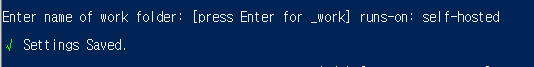 Enter name of work folder: [press Enter for _work] runs-on: self-hosted
√ Settings Saved.